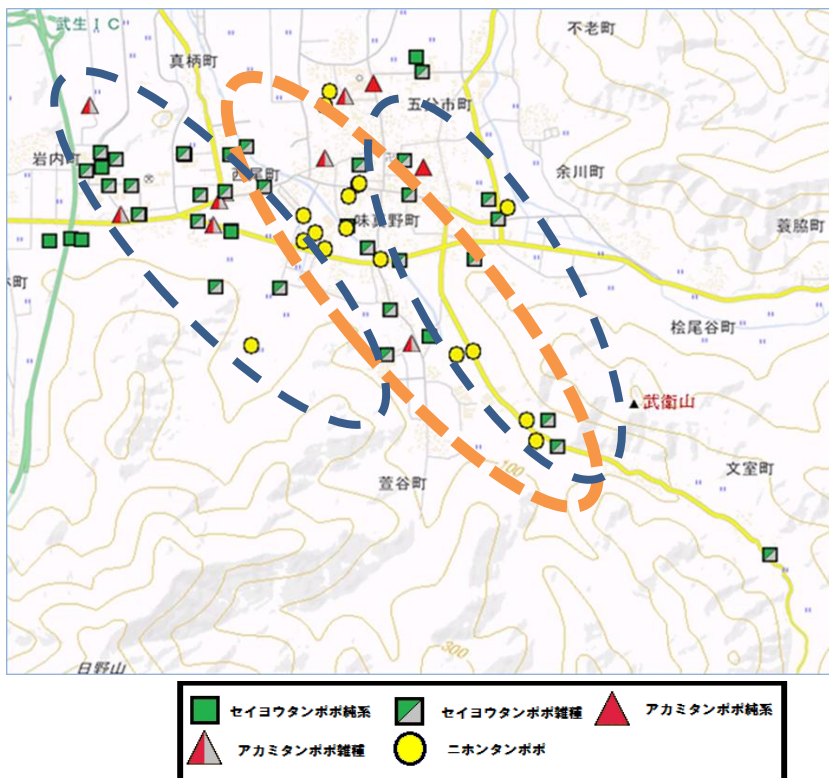 武生IC
真柄町
不老町
五分市町
岩内町
西尾町
余川町
味真野町
蓑脇町
桧尾谷町
▲武衛山
文室町
萱谷町
100
300
日野山
セイヨウタンポポ純系
セイヨウタンポポ雑種
アカミタンポポ純系
アカミタンポポ雑種
ニホンタンポポ